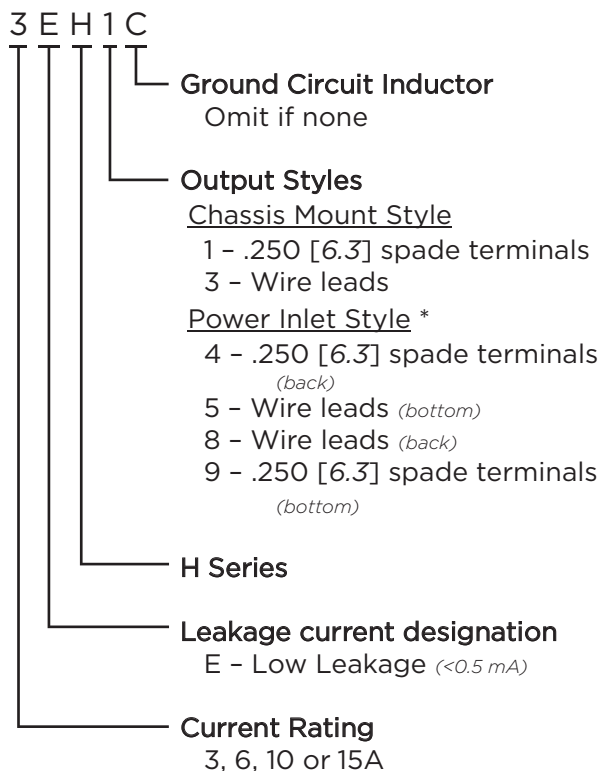 3 E H 1 C
Ground Circuit Inductor
Omit if none
Output Styles
Chassis Mount Style
1 – .250 [6.3] spade terminals
3 – Wire leads
Power Inlet Style *
4 – .250 [6.3] spade terminals
(back)
5 – Wire leads (bottom)
8 – Wire leads (back)
9 – .250 [6.3] spade terminals
(bottom)
H Series
Leakage current designation
E – Low Leakage (<0.5 mA)
Current Rating
3, 6, 10 or 15A